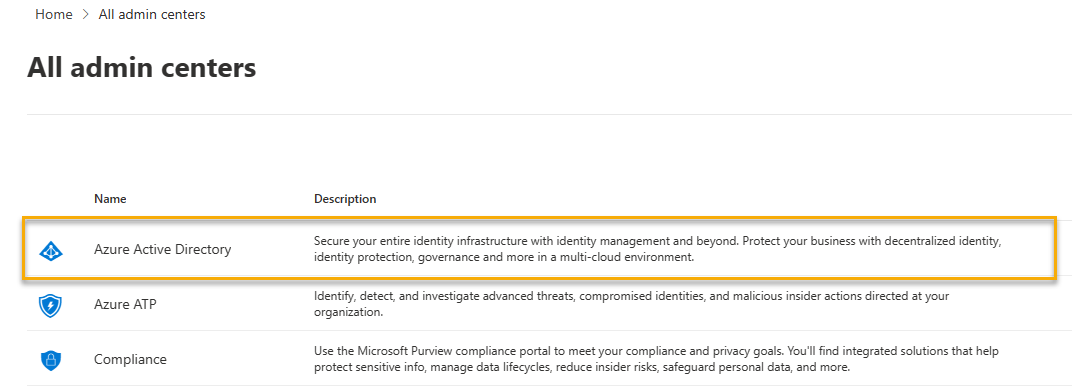 Home > All admin centers
All admin centers
Name Description
Azure Active Directory Secure your entire identity infrastructure with identity management and beyond. Protect your business with decentralized identity,
identity protection, governance and more in a multi-cloud environment.
Azure ATP Identify, detect, and investigate advanced threats, compromised identities, and malicious insider actions directed at your
organization.
Compliance Use the Microsoft Purview compliance portal to meet your compliance and privacy goals. You'll find integrated solutions that help
protect sensitive info, manage data lifecycles, reduce insider risks, safeguard personal data, and more.